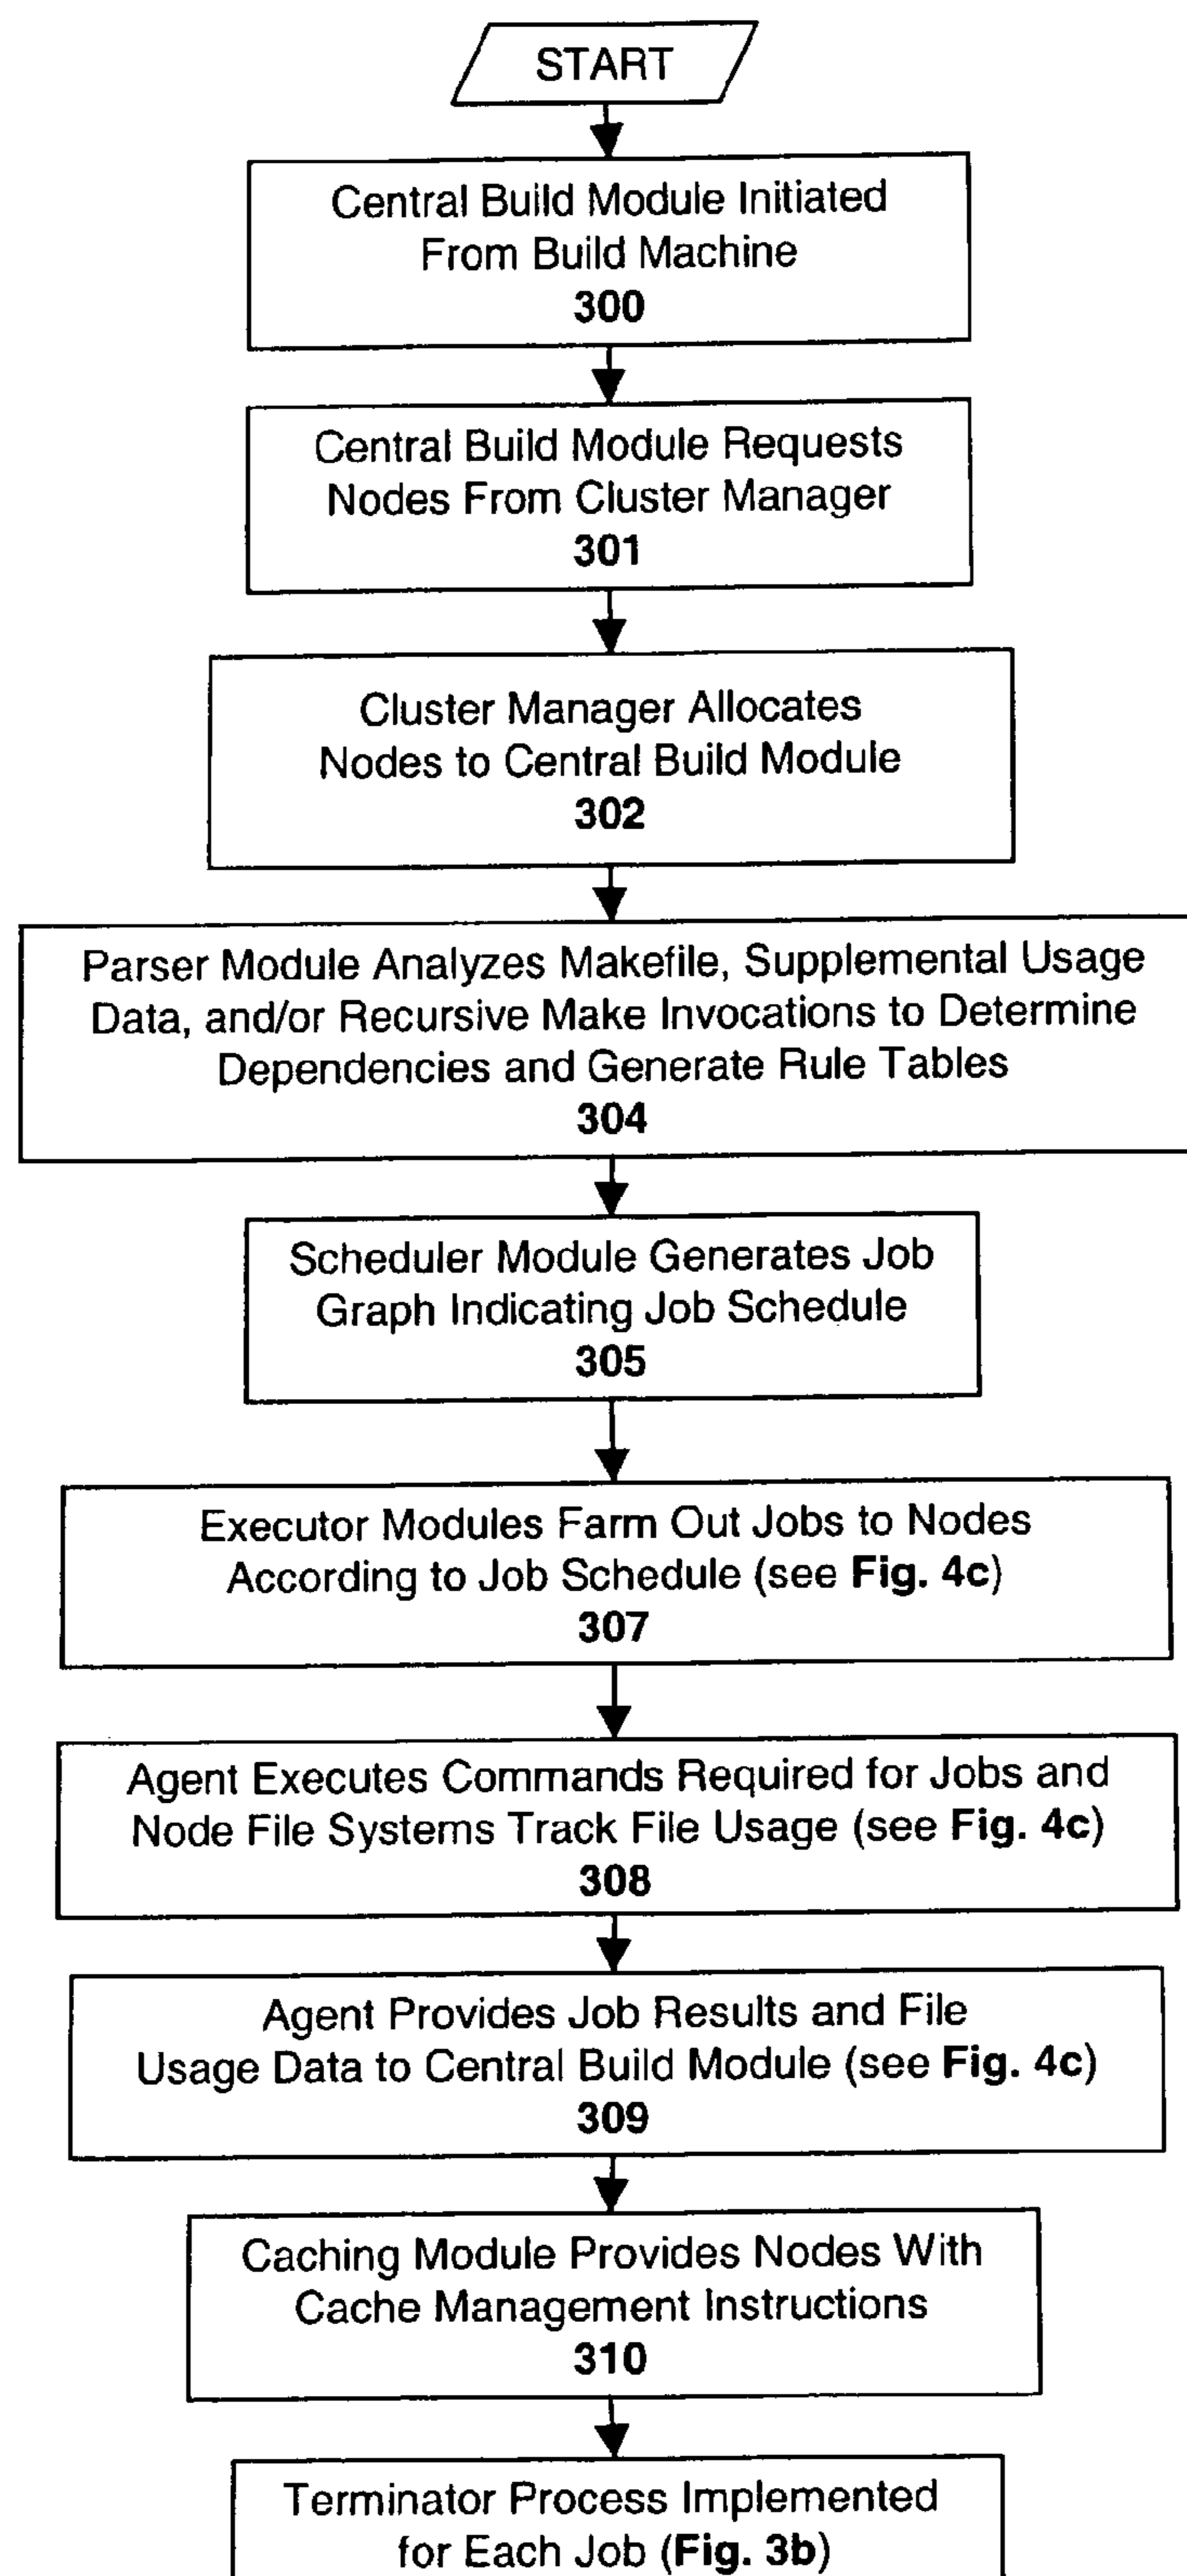 START
Central Build Module Initiated
From Build Machine
300
Central Build Module Requests
Nodes From Cluster Manager
301
Cluster Manager Allocates
Nodes to Central Build Module
302
Parser Module Analyzes Makefile, Supplemental Usage
Data, and/or Recursive Make Invocations to Determine
Dependencies and Generate Rule Tables
304
Scheduler Module Generates Job
Graph Indicating Job Schedule
305
Executor Modules Farm Out Jobs to Nodes
According to Job Schedule (see Fig. 4c)
307
Agent Executes Commands Required for Jobs and
Node File Systems Track File Usage (see Fig. 4c)
308
Agent Provides Job Results and File
Usage Data to Central Build Module (see Fig. 4c)
309
Caching Module Provides Nodes With
Cache Management Instructions
310
Terminator Process Implemented
for Each Job (Fig. 3b)